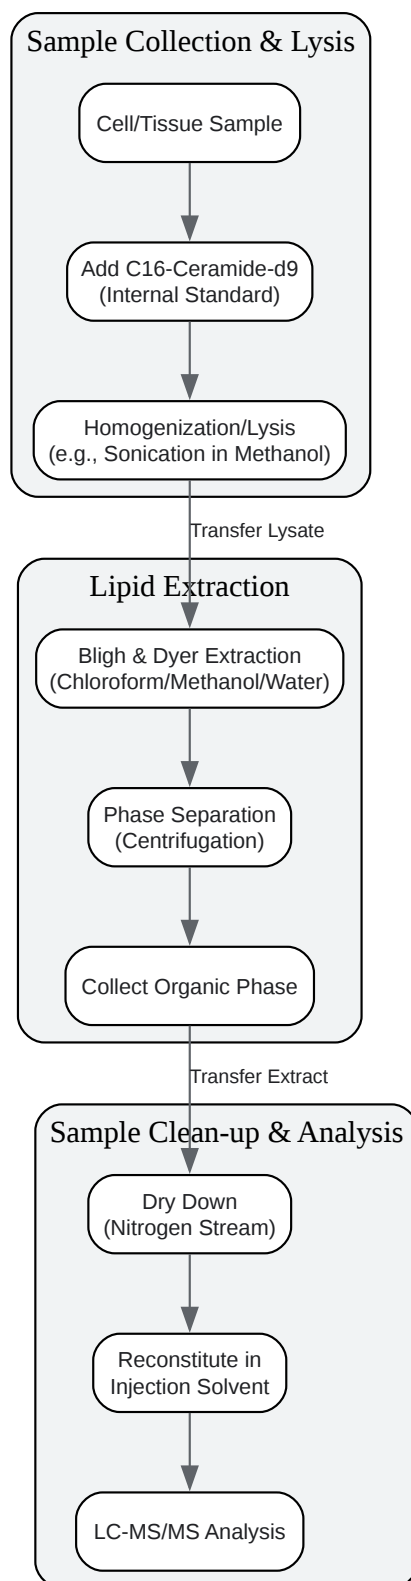 Sample Collection & Lysis
Cell/Tissue Sample
Add C16-Ceramide-d9
(Internal Standard)
Homogenization/Lysis
(e.g., Sonication in Methanol)
Transfer Lysate
Lipid Extraction
Bligh & Dyer Extraction
(Chloroform/Methanol/Water)
Phase Separation
(Centrifugation)
Collect Organic Phase
Transfer Extract
Sample Clean-up & Analysis
Dry Down
(Nitrogen Stream)
Reconstitute in
Injection Solvent
LC-MS/MS Analysis